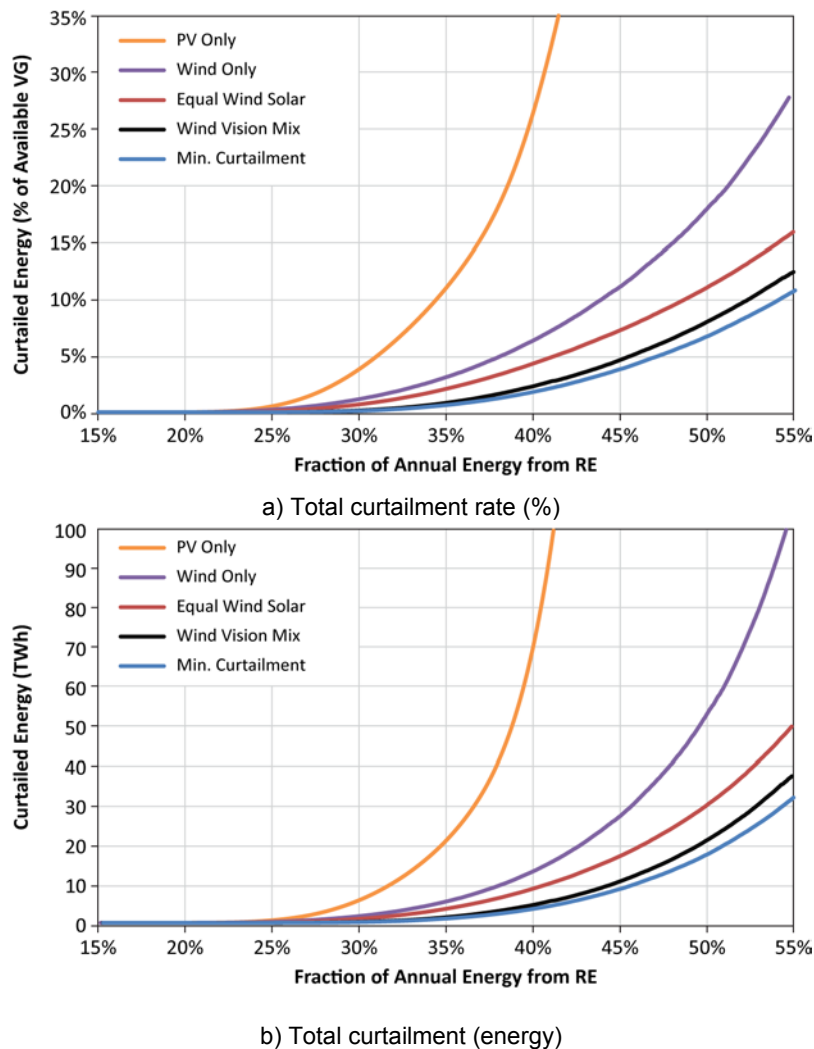 35%
30%
25%
20%
15%
10%
5%
0%
Curtailed Energy (% of Available VG)
PV Only
Wind Only
Equal Wind Solar
Wind Vision Mix
Min. Curtailment
15% 20% 25% 30% 35% 40% 45% 50% 55%
Fraction of Annual Energy from RE
a) Total curtailment rate (%)
100
90
80
70
60
50
40
30
20
10
0
Curtailed Energy (TWh)
PV Only
Wind Only
Equal Wind Solar
Wind Vision Mix
Min. Curtailment
15% 20% 25% 30% 35% 40% 45% 50% 55%
Fraction of Annual Energy from RE
b) Total curtailment (energy)